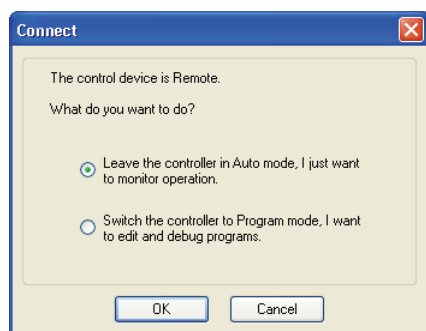 Connect
The control device is Remote.
What do you want to do?
Leave the controller in Auto mode, I just want
to monitor operation.
Switch the controller to Program mode, I want
to edit and debug programs.
OK
Cancel